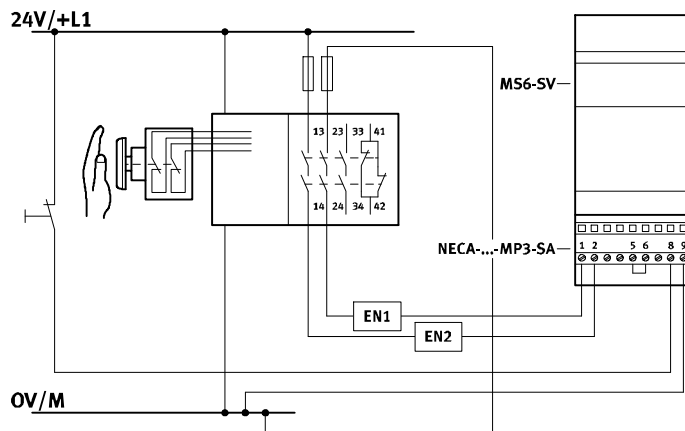 24V/+L1
MS6-SV
13 23 33 41
14 24 34 42
NECA-...-MP3-SA
1 2 5 6 8 9
EN1
EN2
0V/M